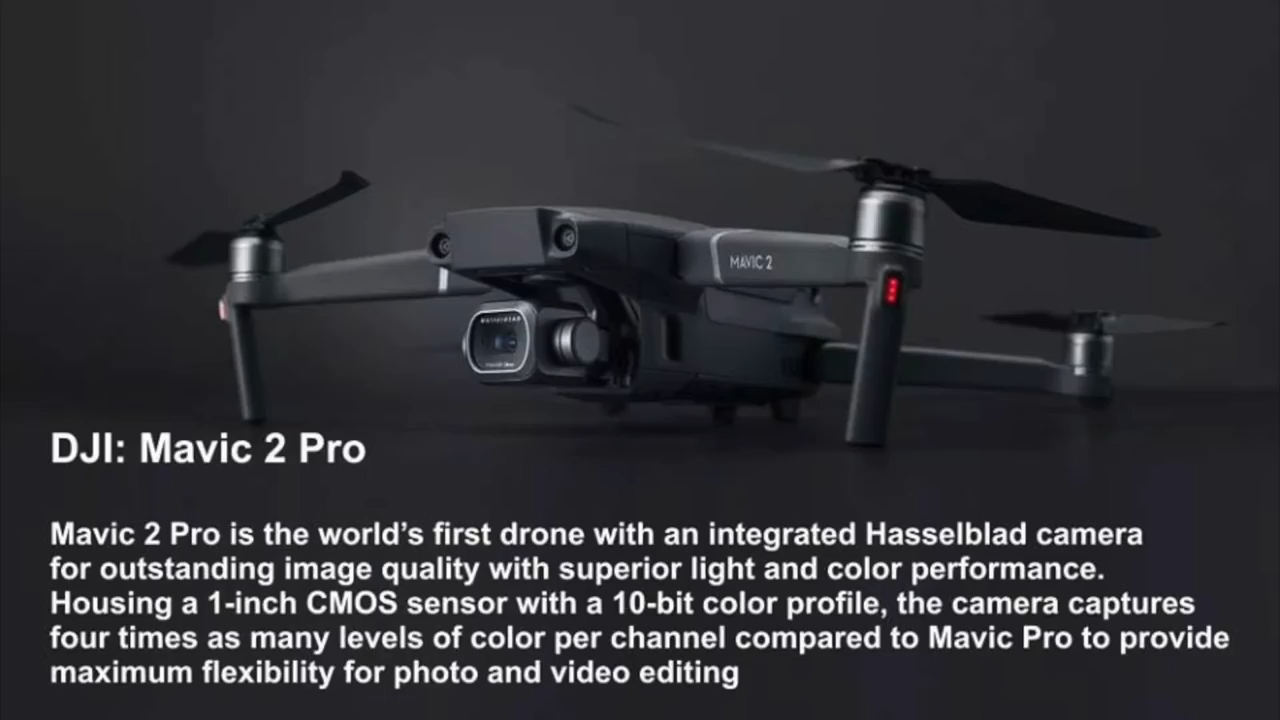 MAVIC 2
HASSELBLAD
DJI: Mavic 2 Pro
Mavic 2 Pro is the world’s first drone with an integrated Hasselblad camera
for outstanding image quality with superior light and color performance.
Housing a 1-inch CMOS sensor with a 10-bit color profile, the camera captures
four times as many levels of color per channel compared to Mavic Pro to provide
maximum flexibility for photo and video editing